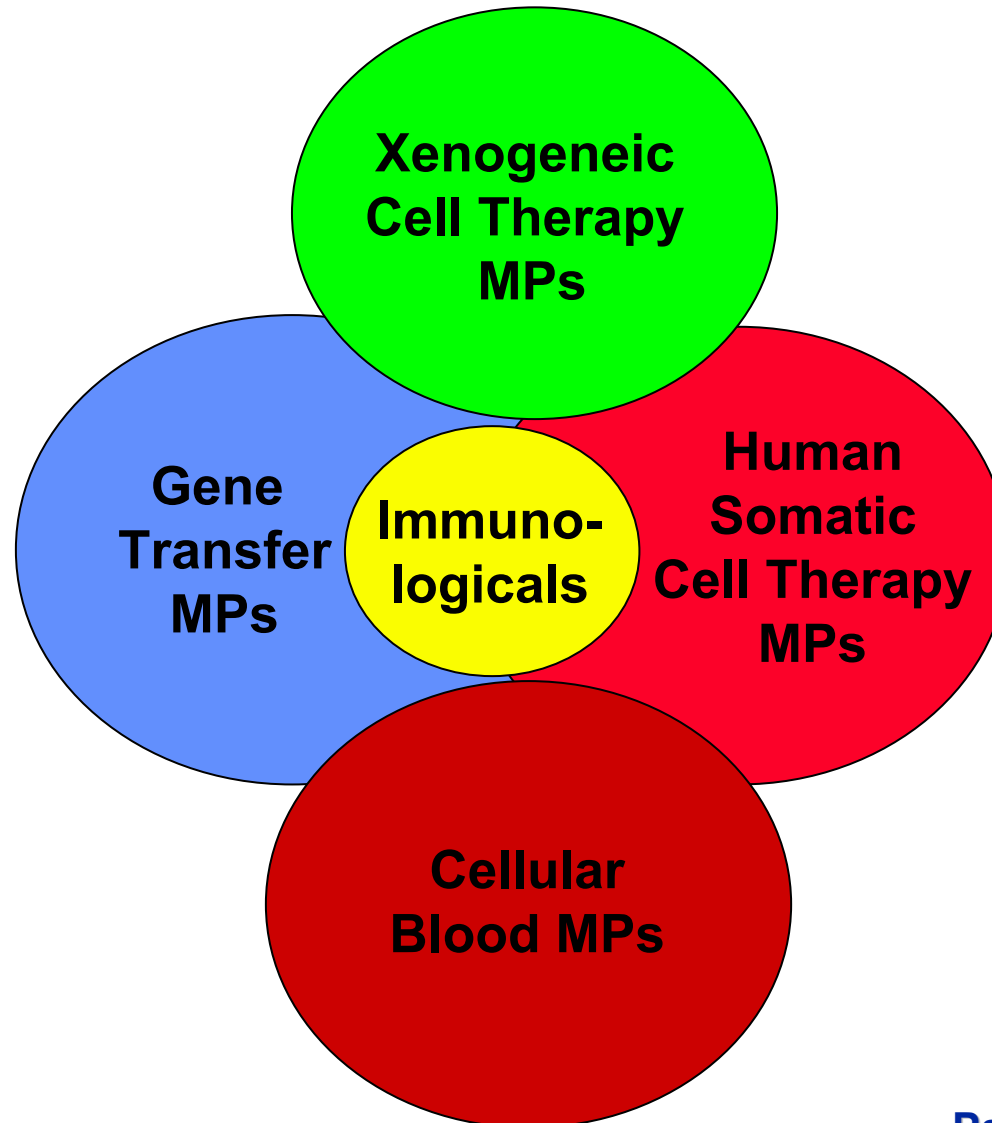 Xenogeneic
Cell Therapy
MPs
Gene
Transfer
MPs
Immuno-
logicals
Human
Somatic
Cell Therapy
MPs
Cellular
Blood MPs